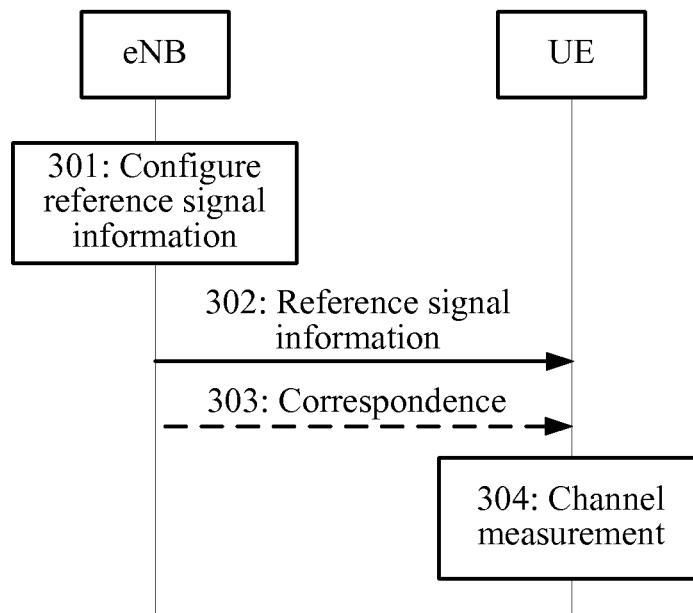 eNB
UE
301: Configure
reference signal
information
302: Reference signal
information
303: Correspondence
304: Channel
measurement